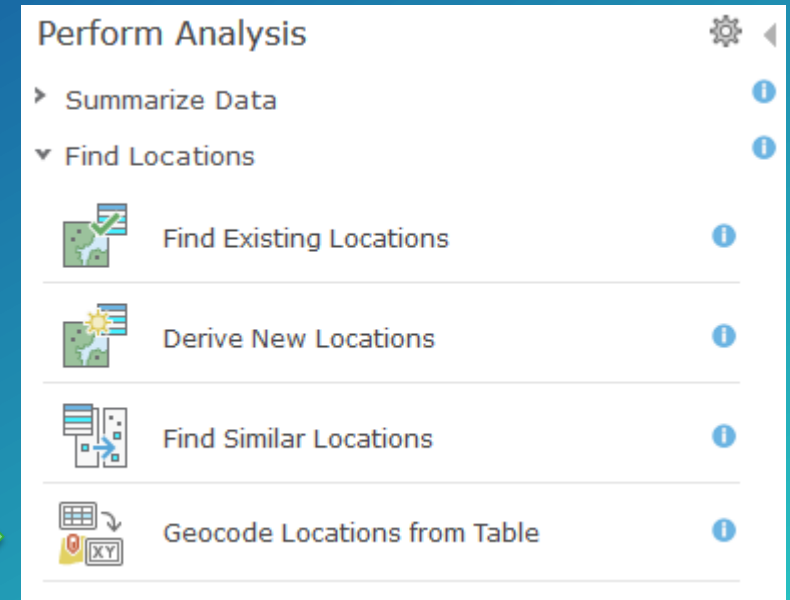 Perform Analysis
Summarize Data
Find Locations
Find Existing Locations
Derive New Locations
Find Similar Locations
Geocode Locations from Table
XY